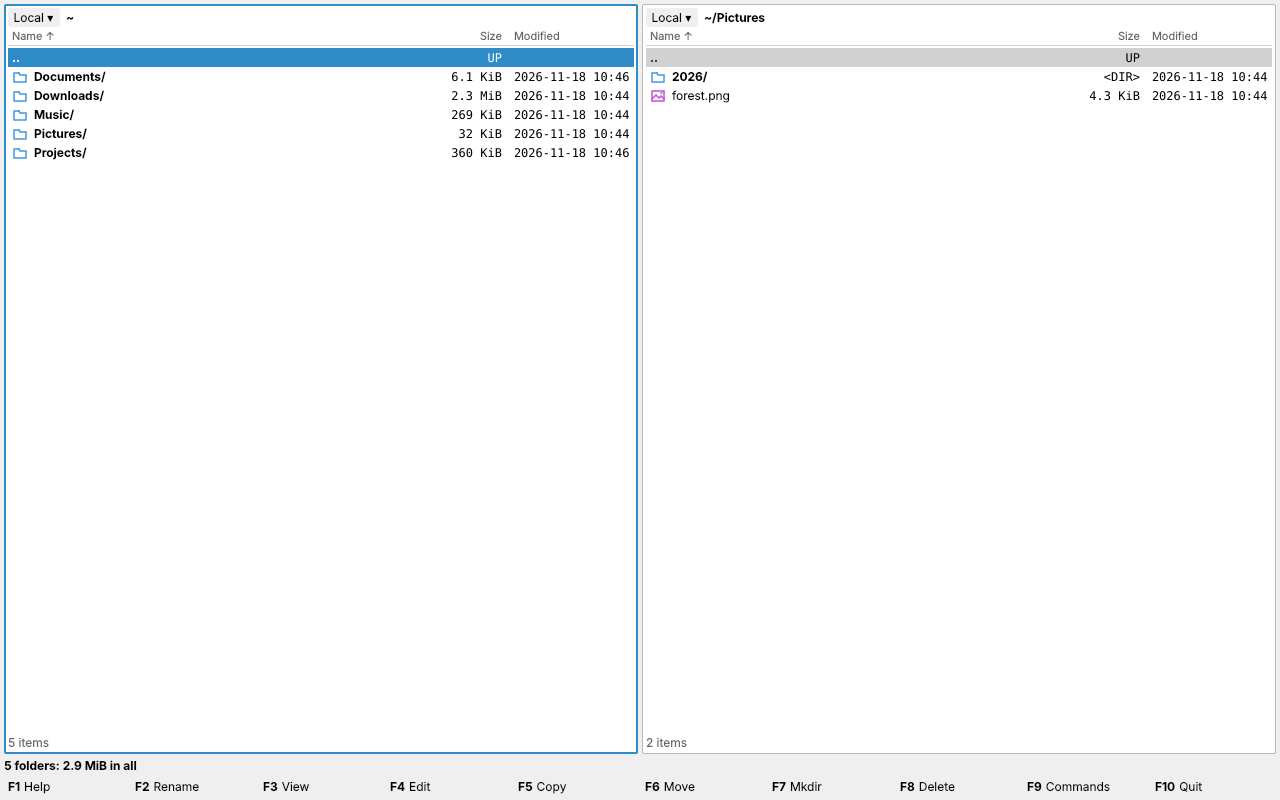 Local ▾ ~
Name ↑ Size Modified
.. UP
Documents/ 6.1 KiB 2026-11-18 10:46
Downloads/ 2.3 MiB 2026-11-18 10:44
Music/ 269 KiB 2026-11-18 10:44
Pictures/ 32 KiB 2026-11-18 10:44
Projects/ 360 KiB 2026-11-18 10:46
5 items
Local ▾ ~/Pictures
Name ↑ Size Modified
.. UP
2026/ <DIR> 2026-11-18 10:44
forest.png 4.3 KiB 2026-11-18 10:44
2 items
5 folders: 2.9 MiB in all
F1 Help F2 Rename F3 View F4 Edit F5 Copy F6 Move F7 Mkdir F8 Delete F9 Commands F10 Quit